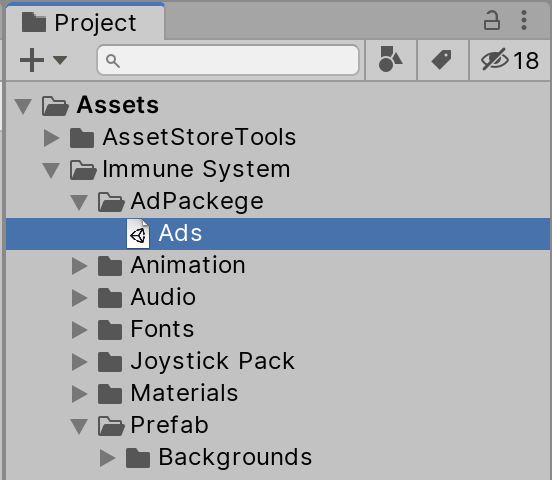 Project
18
Assets
AssetStoreTools
Immune System
AdPackege
Ads
Animation
Audio
Fonts
Joystick Pack
Materials
Prefab
Backgrounds